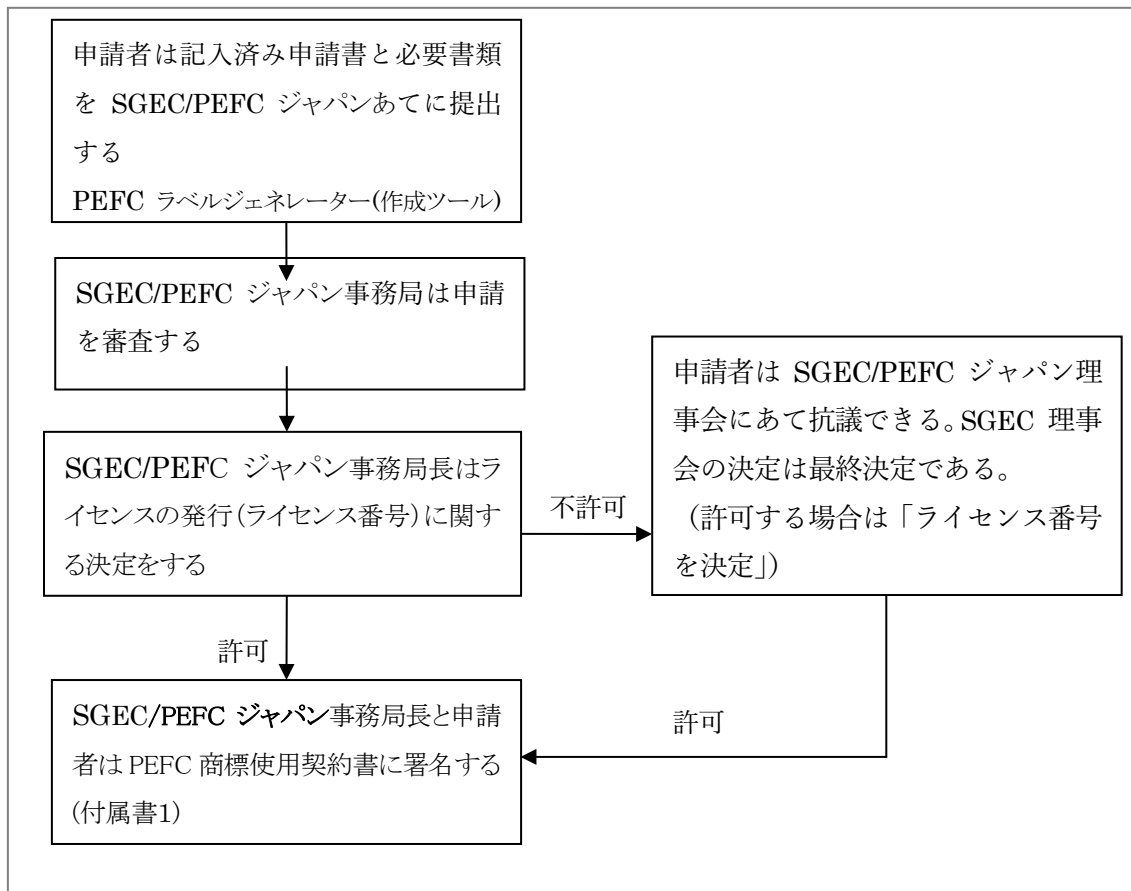 申請者は記入済み申請書と必要書類
を SGEC/PEFC ジャパンあてに提出
する
PEFC ラベルジェネレーター(作成ツール)
SGEC/PEFC ジャパン事務局は申請
を審査する
SGEC/PEFC ジャパン事務局長はラ
イセンスの発行(ライセンス番号)に関す
る決定をする
不許可
申請者は SGEC/PEFC ジャパン理
事会にあて抗議できる。SGEC 理事
会の決定は最終決定である。
(許可する場合は「ライセンス番号
を決定」)
許可
許可
SGEC/PEFC ジャパン事務局長と申請
者は PEFC 商標使用契約書に署名する
(付属書1)